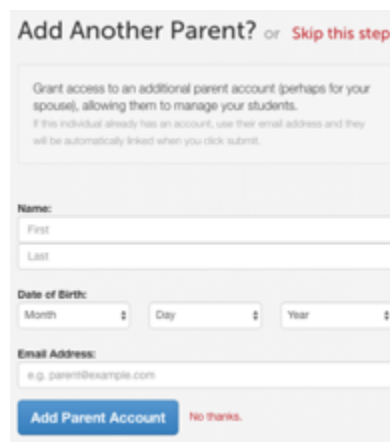 Add Another Parent? or Skip this step
Grant access to an additional parent account (perhaps for your
spouse), allowing them to manage your students.
If this individual already has an account, use their email address and they
will be automatically linked when you click submit.
Name:
First
Last
Date of Birth:
Month Day Year
Email Address:
e.g. parent@example.com
Add Parent Account No thanks.